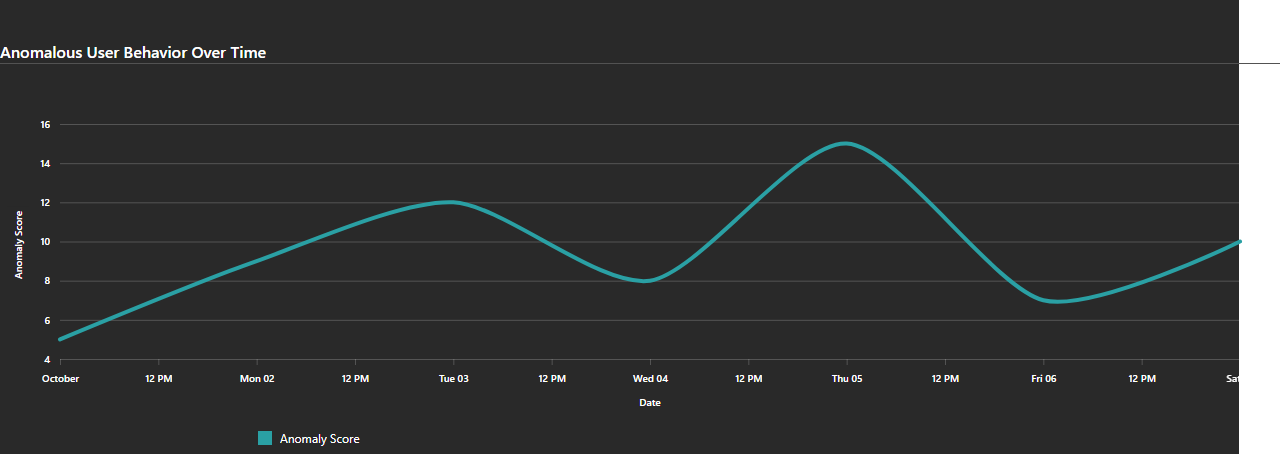 Anomalous User Behavior Over Time
16
14
12
10
8
6
4
Anomaly Score
October 12 PM Mon 02 12 PM Tue 03 12 PM Wed 04 12 PM Thu 05 12 PM Fri 06 12 PM Sat
Date
Anomaly Score